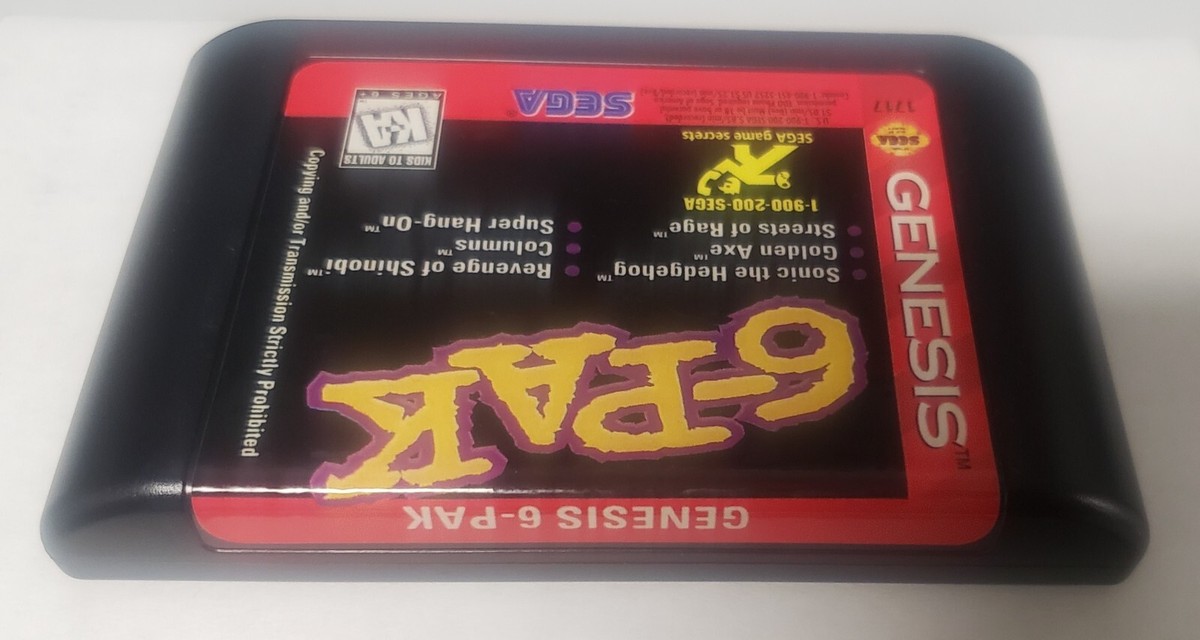 GENESIS 6-PAK
6-PAK
Sonic the Hedgehog™
Golden Axe™
Streets of Rage™
Revenge of Shinobi™
Columns™
Super Hang-On™
1-900-200-SEGA
SEGA game secrets
SEGA
KIDS TO ADULTS
K-A
AGES 6+
GENESIS™
SEGA
1717
Copying and/or Transmission Strictly Prohibited